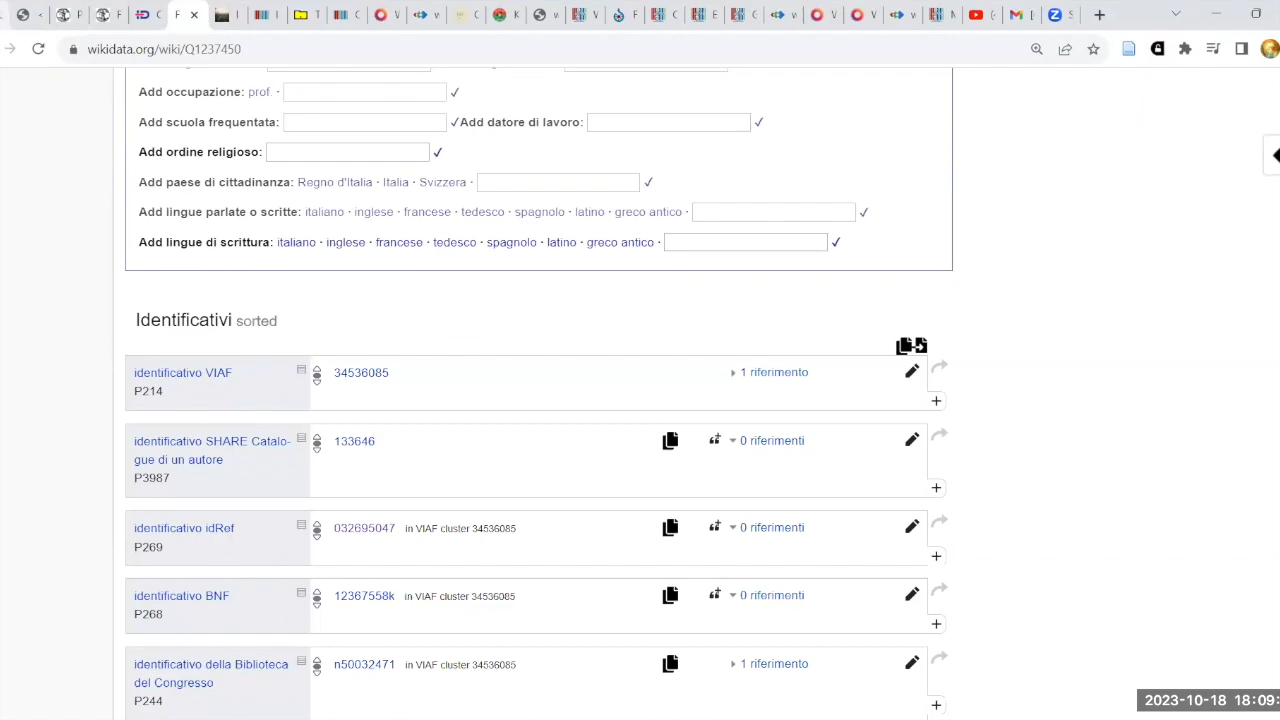 wikidata.org/wiki/Q1237450
Add occupazione: prof. ·
Add scuola frequentata: Add datore di lavoro:
Add ordine religioso:
Add paese di cittadinanza: Regno d'Italia · Italia · Svizzera ·
Add lingue parlate o scritte: italiano · inglese · francese · tedesco · spagnolo · latino · greco antico ·
Add lingue di scrittura: italiano · inglese · francese · tedesco · spagnolo · latino · greco antico ·
Identificativi sorted
identificativo VIAF 34536085 1 riferimento
P214
identificativo SHARE Catalo- 133646 0 riferimenti
gue di un autore
P3987
identificativo idRef 032695047 in VIAF cluster 34536085 0 riferimenti
P269
identificativo BNF 12367558k in VIAF cluster 34536085 0 riferimenti
P268
identificativo della Biblioteca n50032471 in VIAF cluster 34536085 1 riferimento
del Congresso
P244
2023-10-18 18:09: